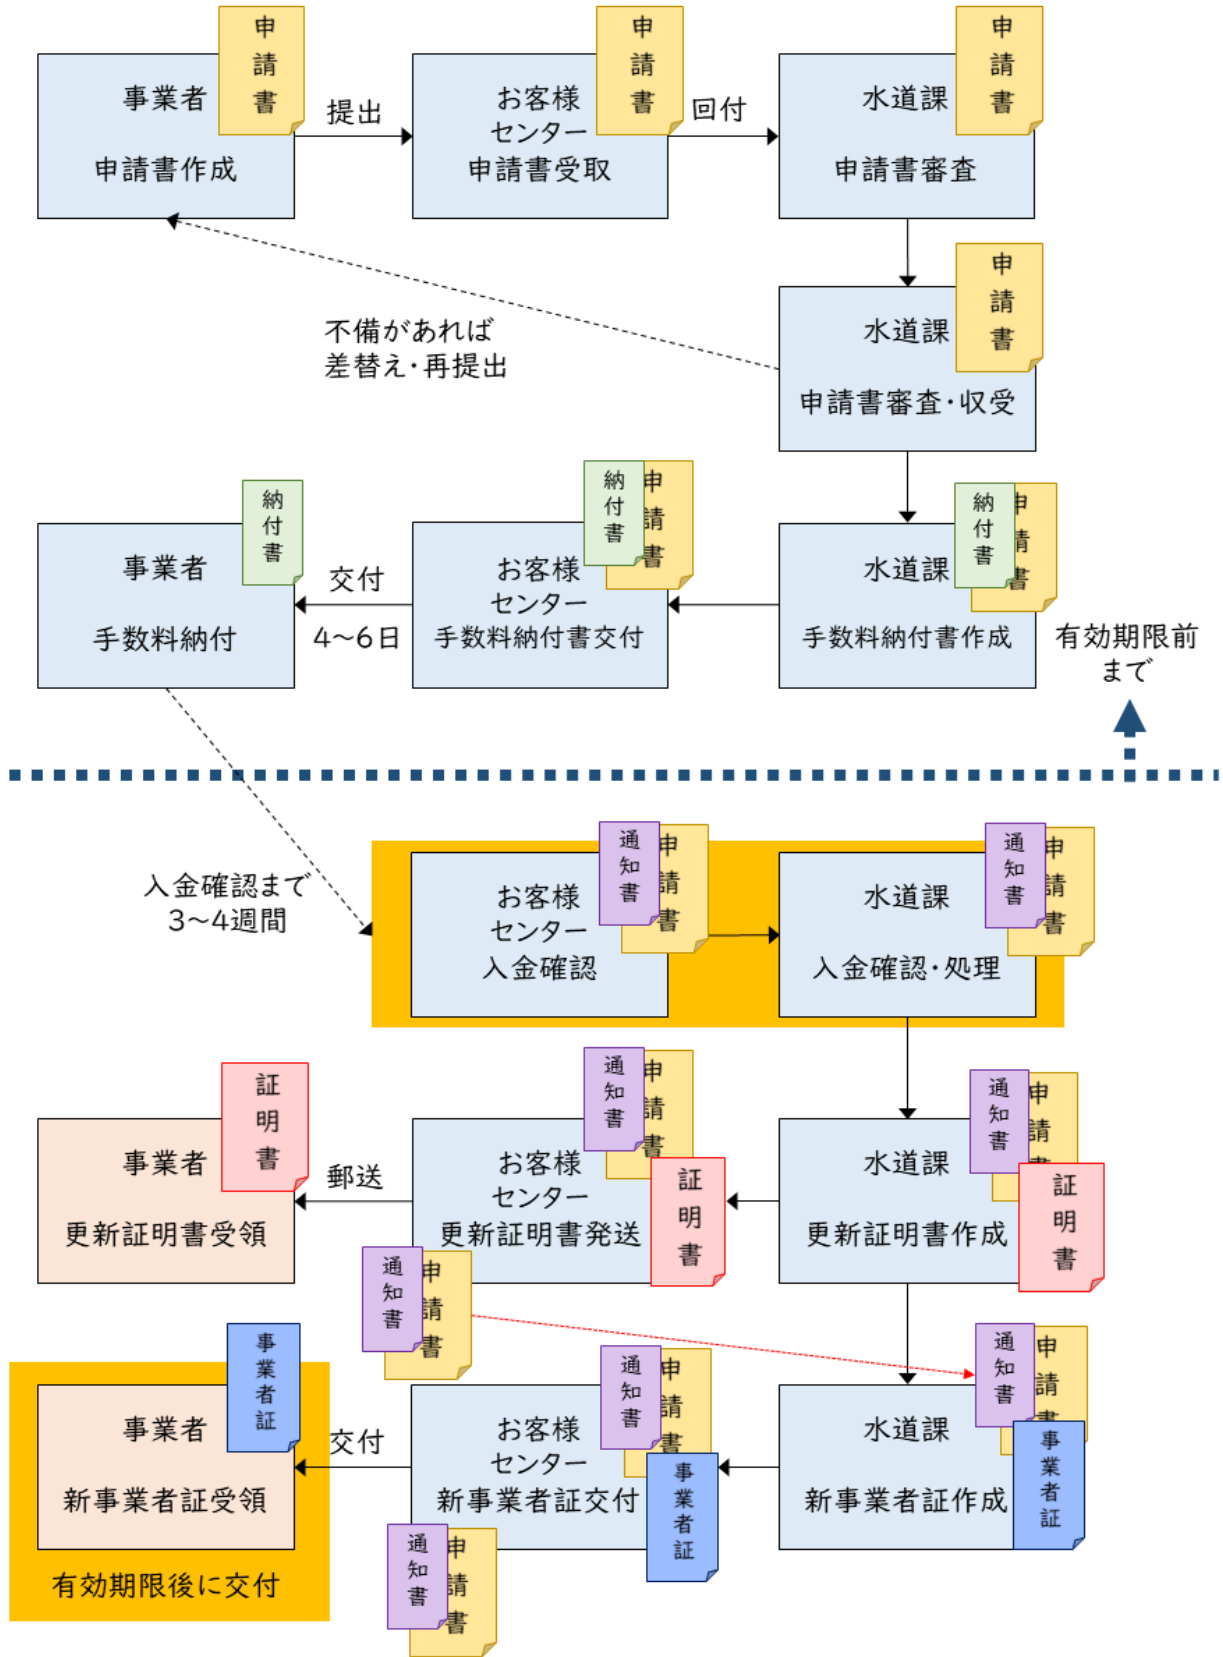 事業者
申請書作成
申請書
提出
お客様
センター
申請書受取
申請書
回付
水道課
申請書審査
申請書
水道課
申請書審査・収受
申請書
不備があれば
差替え・再提出
水道課
手数料納付書作成
納付書
申請書
お客様
センター
手数料納付書交付
納付書
申請書
交付
4～6日
事業者
手数料納付
納付書
有効期限前
まで
入金確認まで
3～4週間
お客様
センター
入金確認
通知書
申請書
水道課
入金確認・処理
通知書
申請書
水道課
更新証明書作成
通知書
申請書
証明書
お客様
センター
更新証明書発送
通知書
申請書
証明書
郵送
事業者
更新証明書受領
証明書
通知書
申請書
水道課
新事業者証作成
通知書
申請書
事業者証
お客様
センター
新事業者証交付
通知書
申請書
事業者証
交付
事業者
新事業者証受領
事業者証
有効期限後に交付
通知書
申請書